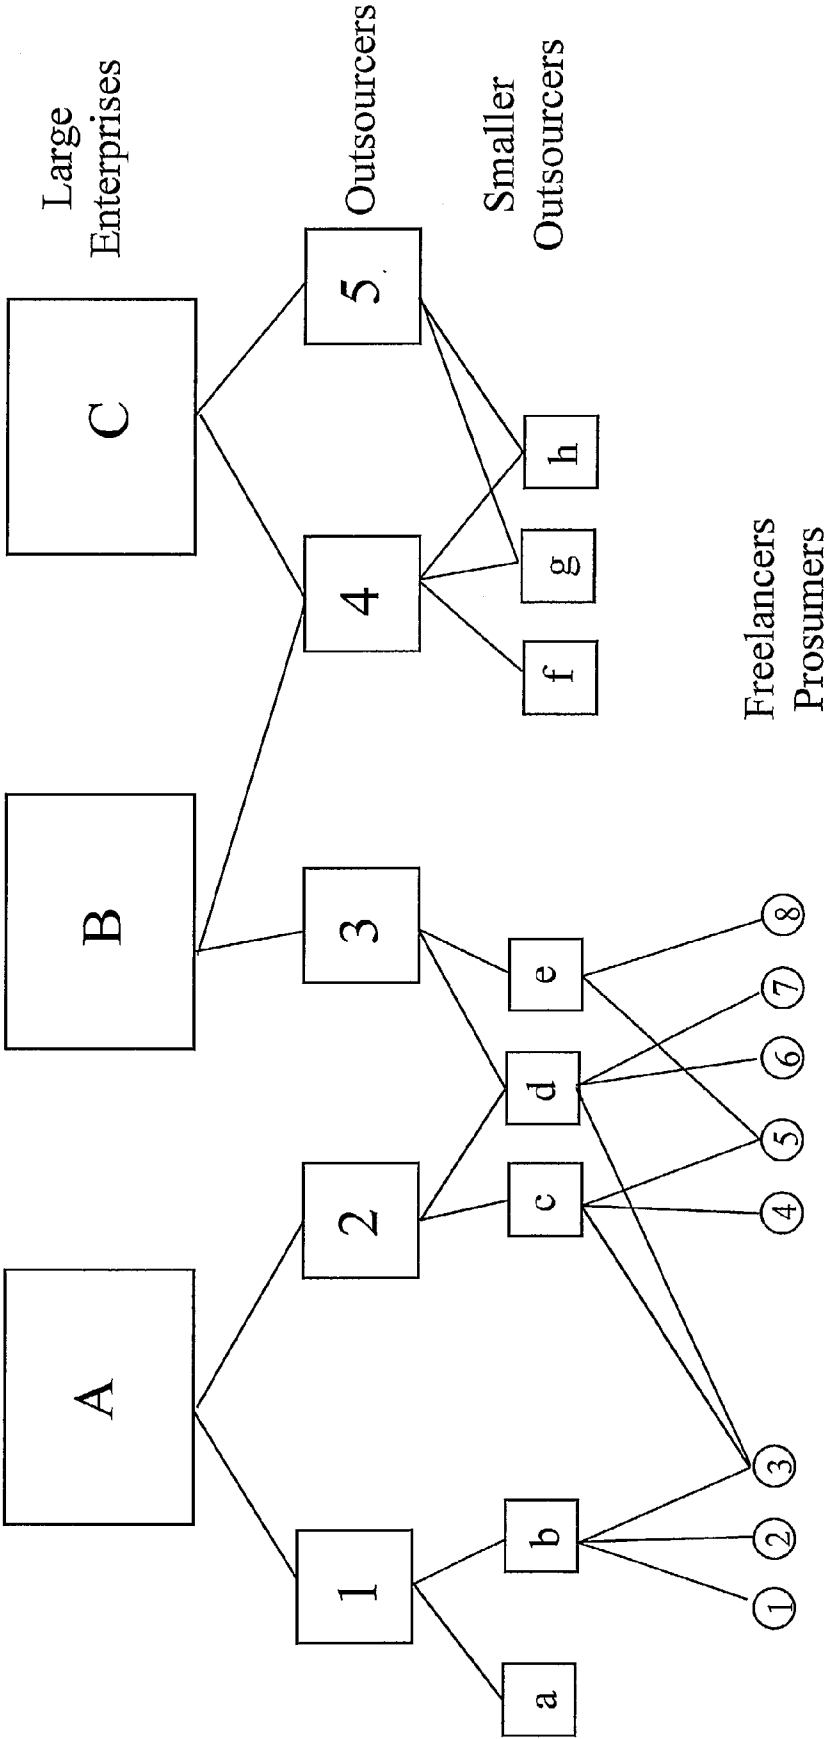 A
B
C
Large
Enterprises
1
2
3
4
5
Outsourcers
a
b
c
d
e
f
g
h
Smaller
Outsourcers
1
2
3
4
5
6
7
8
Freelancers
Prosumers